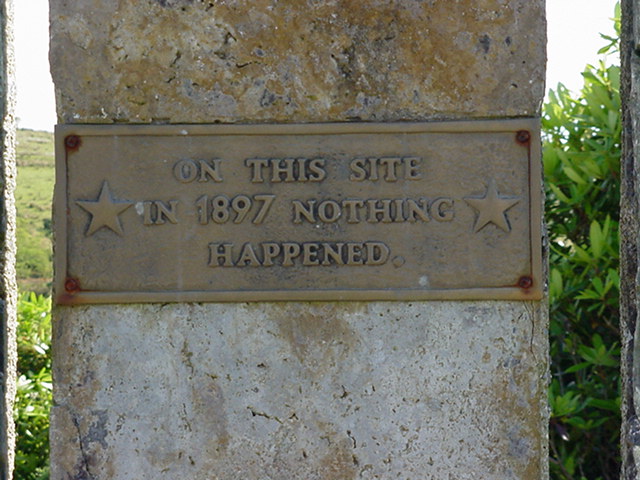 ON THIS SITE
IN 1897 NOTHING
HAPPENED.